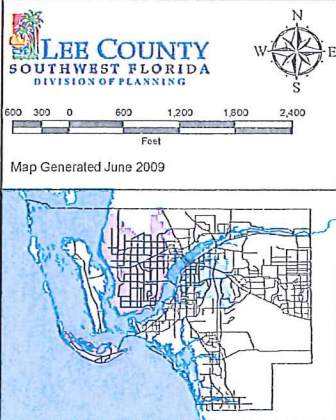 LEE COUNTY
SOUTHWEST FLORIDA
DIVISION OF PLANNING
N
W E
S
600 300 0 600 1,200 1,800 2,400
Feet
Map Generated June 2009